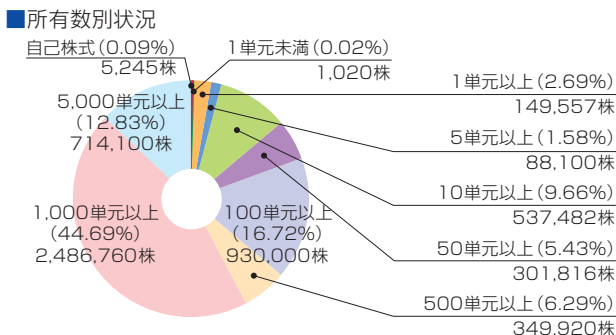 ■所有数別状況
自己株式(0.09%)
5,245株
1単元未満(0.02%)
1,020株
1単元以上(2.69%)
149,557株
5単元以上(1.58%)
88,100株
10単元以上(9.66%)
537,482株
50単元以上(5.43%)
301,816株
500単元以上(6.29%)
349,920株
100単元以上
(16.72%)
930,000株
1,000単元以上
(44.69%)
2,486,760株
5,000単元以上
(12.83%)
714,100株